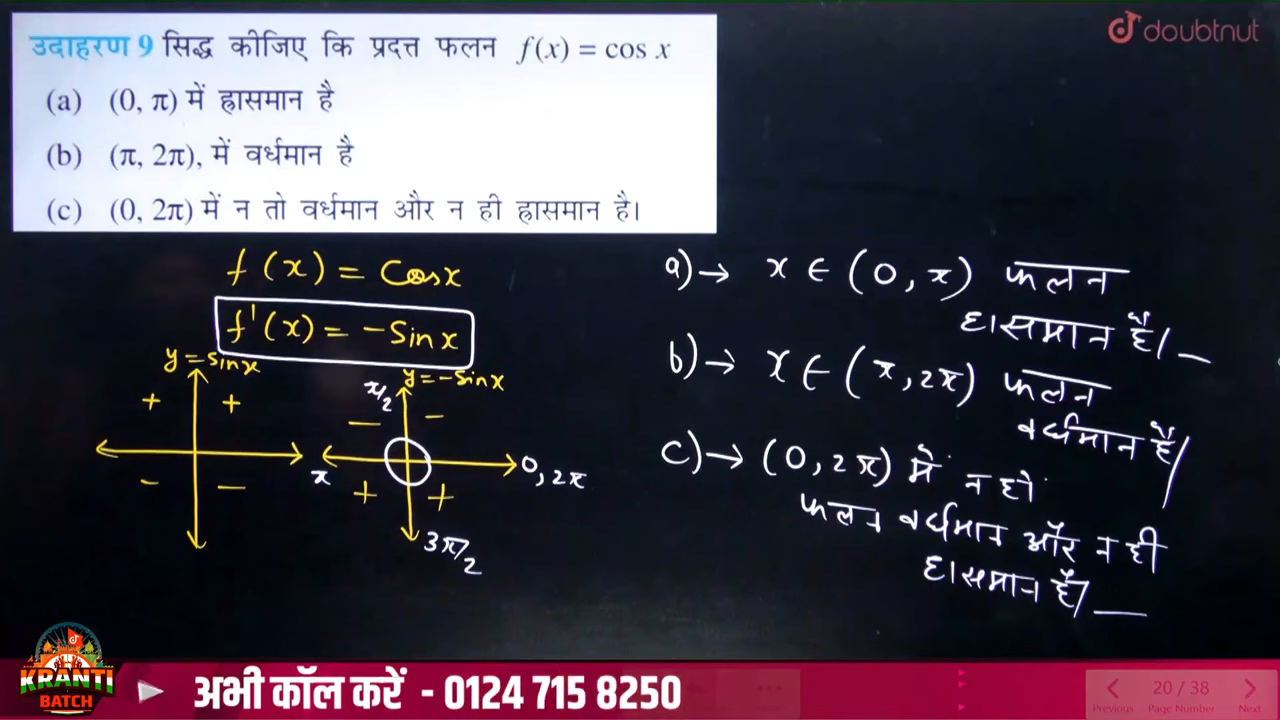 उदाहरण 9 सिद्ध कीजिए कि प्रदत्त फलन f(x) = cos x
(a) (0, π) में ह्रासमान है
(b) (π, 2π), में वर्धमान है
(c) (0, 2π) में न तो वर्धमान और न ही ह्रासमान है।
doubtnut
f(x) = Cosx
f'(x) = -Sinx
y = sinx
+ +
- -
y = -sinx
π/2
- -
π
0, 2π
+ +
3π/2
a) → x ∈ (0, π) फलन
हासमान है।
b) → x ∈ (π, 2π) फलन
वर्धमान है।
c) → (0, 2π) में न हो
फलन वर्धमान और न ही
हासमान है।
KRANTI
BATCH
अभी कॉल करें - 0124 715 8250
20 / 38
Previous Page Number Next